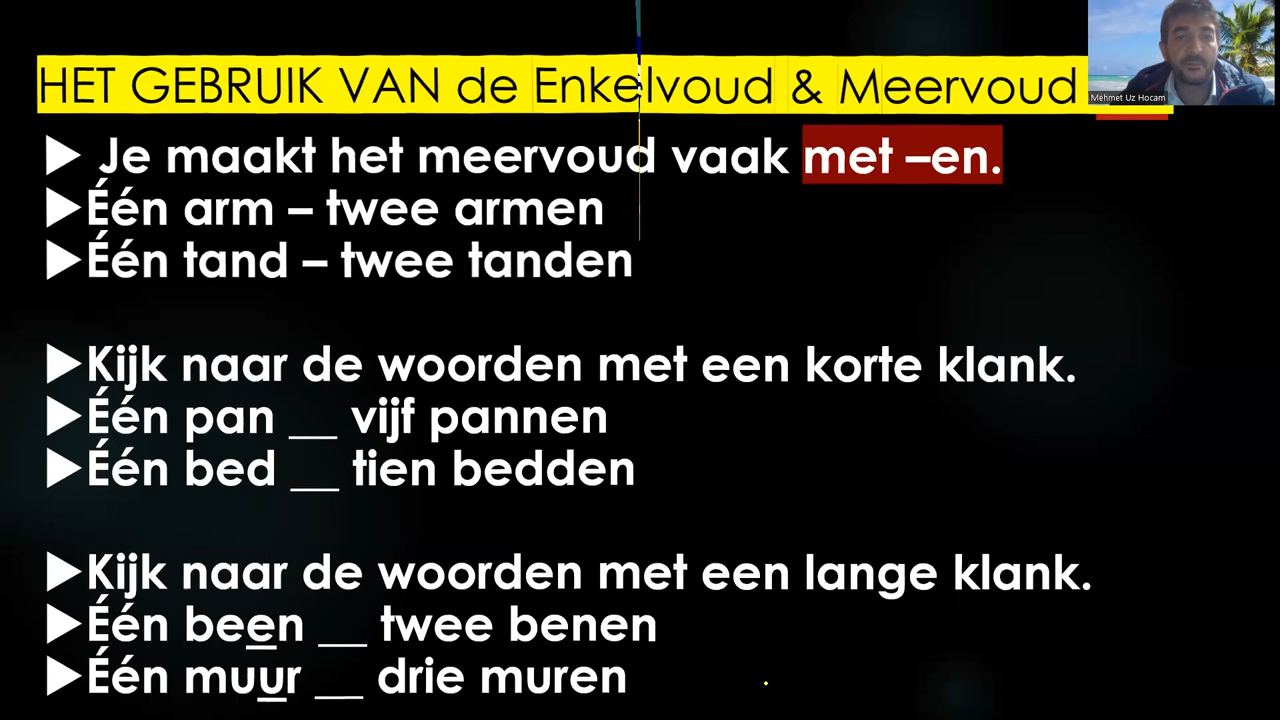 HET GEBRUIK VAN de Enkelvoud & Meervoud
Mehmet Uz Hocam
Je maakt het meervoud vaak met –en.
Één arm – twee armen
Één tand – twee tanden
Kijk naar de woorden met een korte klank.
Één pan __ vijf pannen
Één bed __ tien bedden
Kijk naar de woorden met een lange klank.
Één been __ twee benen
Één muur __ drie muren